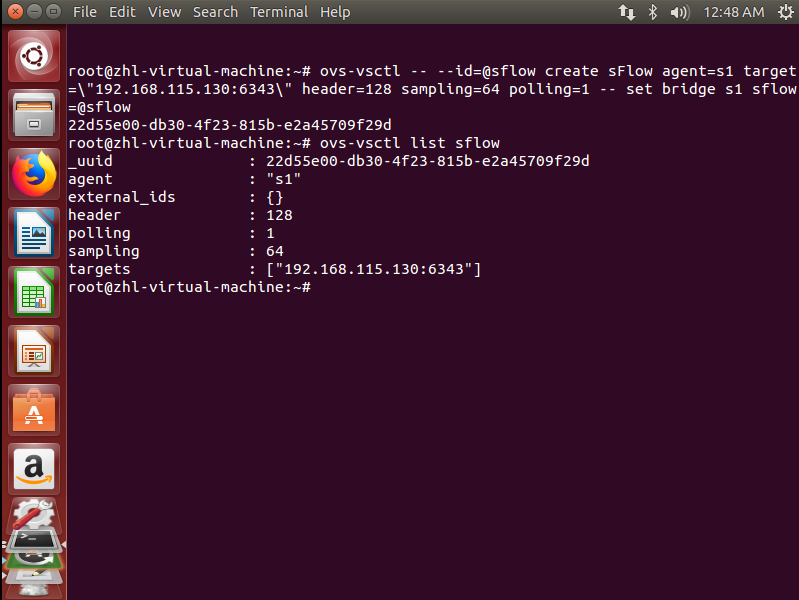 File Edit View Search Terminal Help 12:48 AM
root@zhl-virtual-machine:~# ovs-vsctl -- --id=@sflow create sFlow agent=s1 target
=\"192.168.115.130:6343\" header=128 sampling=64 polling=1 -- set bridge s1 sflow
=@sflow
22d55e00-db30-4f23-815b-e2a45709f29d
root@zhl-virtual-machine:~# ovs-vsctl list sflow
_uuid               : 22d55e00-db30-4f23-815b-e2a45709f29d
agent               : "s1"
external_ids        : {}
header              : 128
polling             : 1
sampling            : 64
targets             : ["192.168.115.130:6343"]
root@zhl-virtual-machine:~#